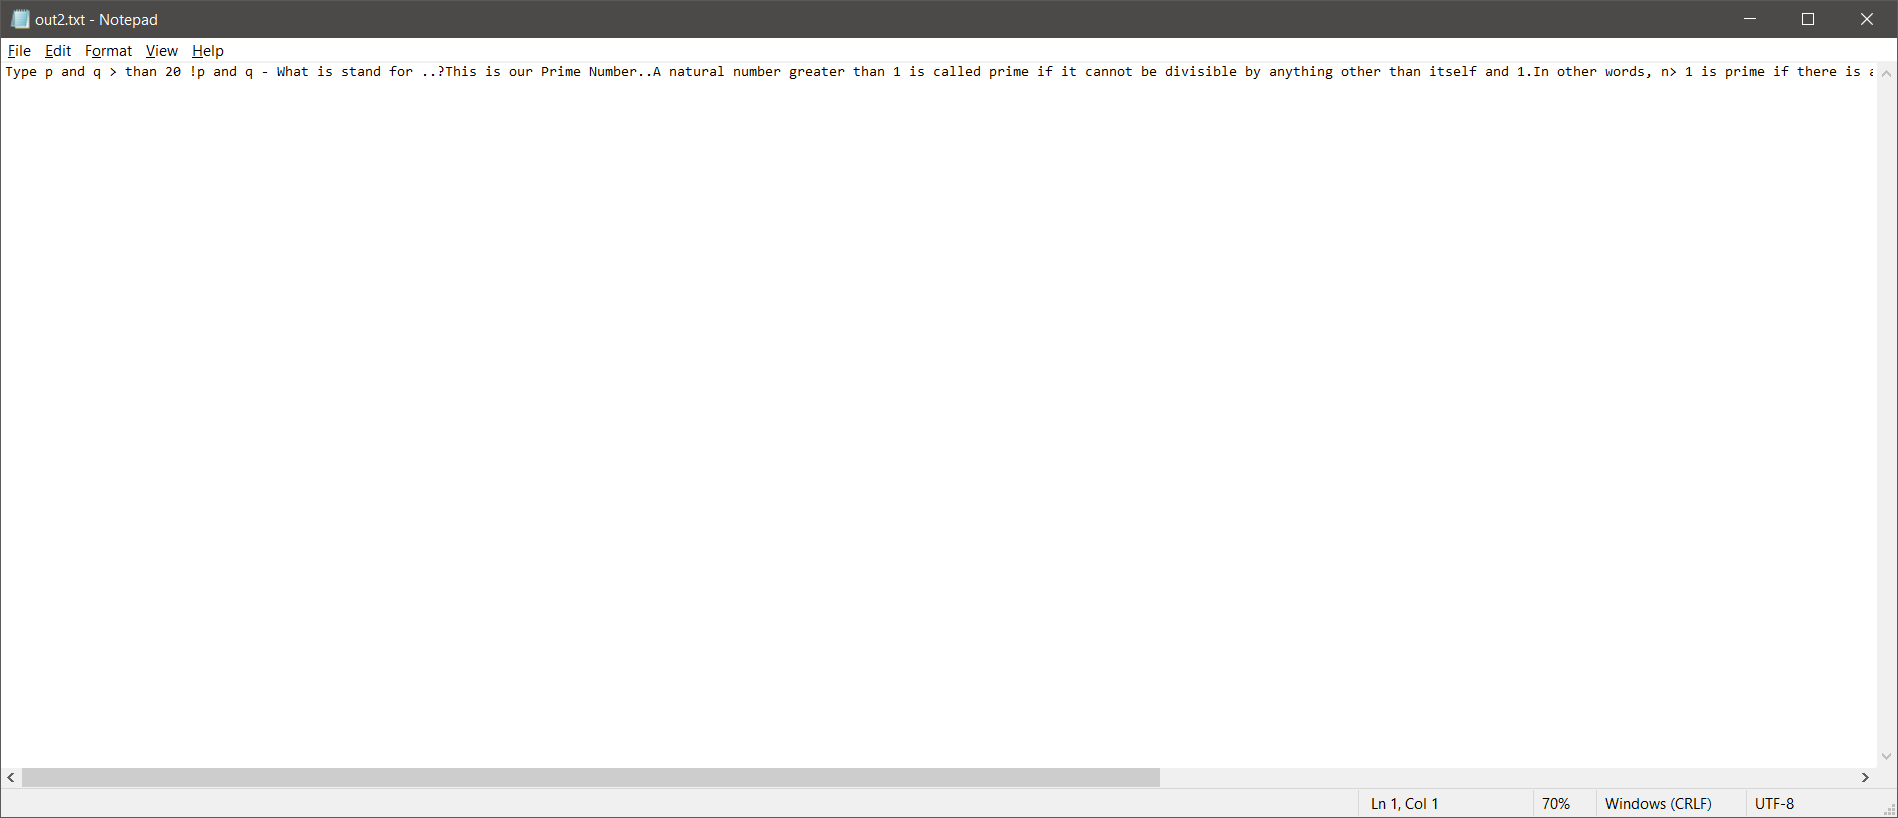 out2.txt - Notepad
File Edit Format View Help
Type p and q > than 20 !p and q - What is stand for ..?This is our Prime Number..A natural number greater than 1 is called prime if it cannot be divisible by anything other than itself and 1.In other words, n> 1 is prime if there is
Ln 1, Col 1 70% Windows (CRLF) UTF-8